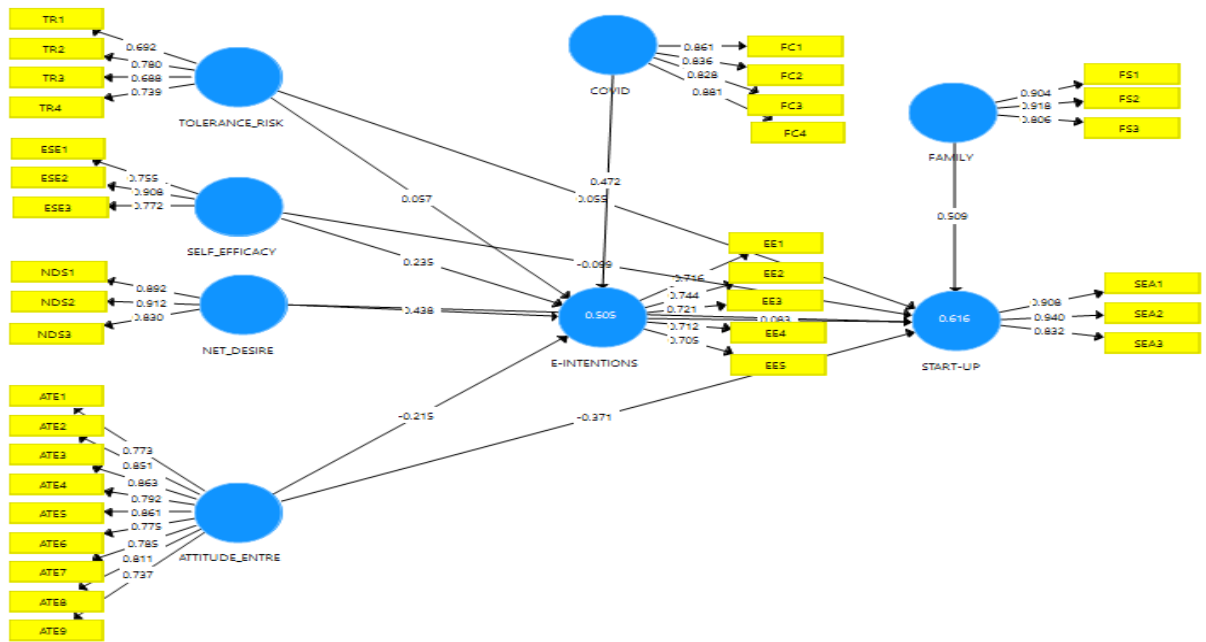 TR1
TR2
TR3
TR4
0.692
0.780
0.688
0.739
TOLERANCE_RISK
ESE1
ESE2
ESE3
0.755
0.908
0.772
SELF_EFFICACY
NDS1
NDS2
NDS3
0.892
0.912
0.830
NET_DESIRE
ATE1
ATE2
ATE3
ATE4
ATE5
ATE6
ATE7
ATE8
ATE9
0.773
0.851
0.863
0.792
0.861
0.775
0.785
0.811
0.737
ATTITUDE_ENTRE
COVID
0.861
0.836
0.828
0.881
FC1
FC2
FC3
FC4
0.472
0.057
0.055
0.235
-0.099
0.438
-0.215
-0.371
0.505
E-INTENTIONS
0.716
0.744
0.721
0.083
0.712
0.705
EE1
EE2
EE3
EE4
EE5
FAMILY
0.904
0.918
0.806
FS1
FS2
FS3
0.509
0.616
START-UP
0.908
0.940
0.832
SEA1
SEA2
SEA3